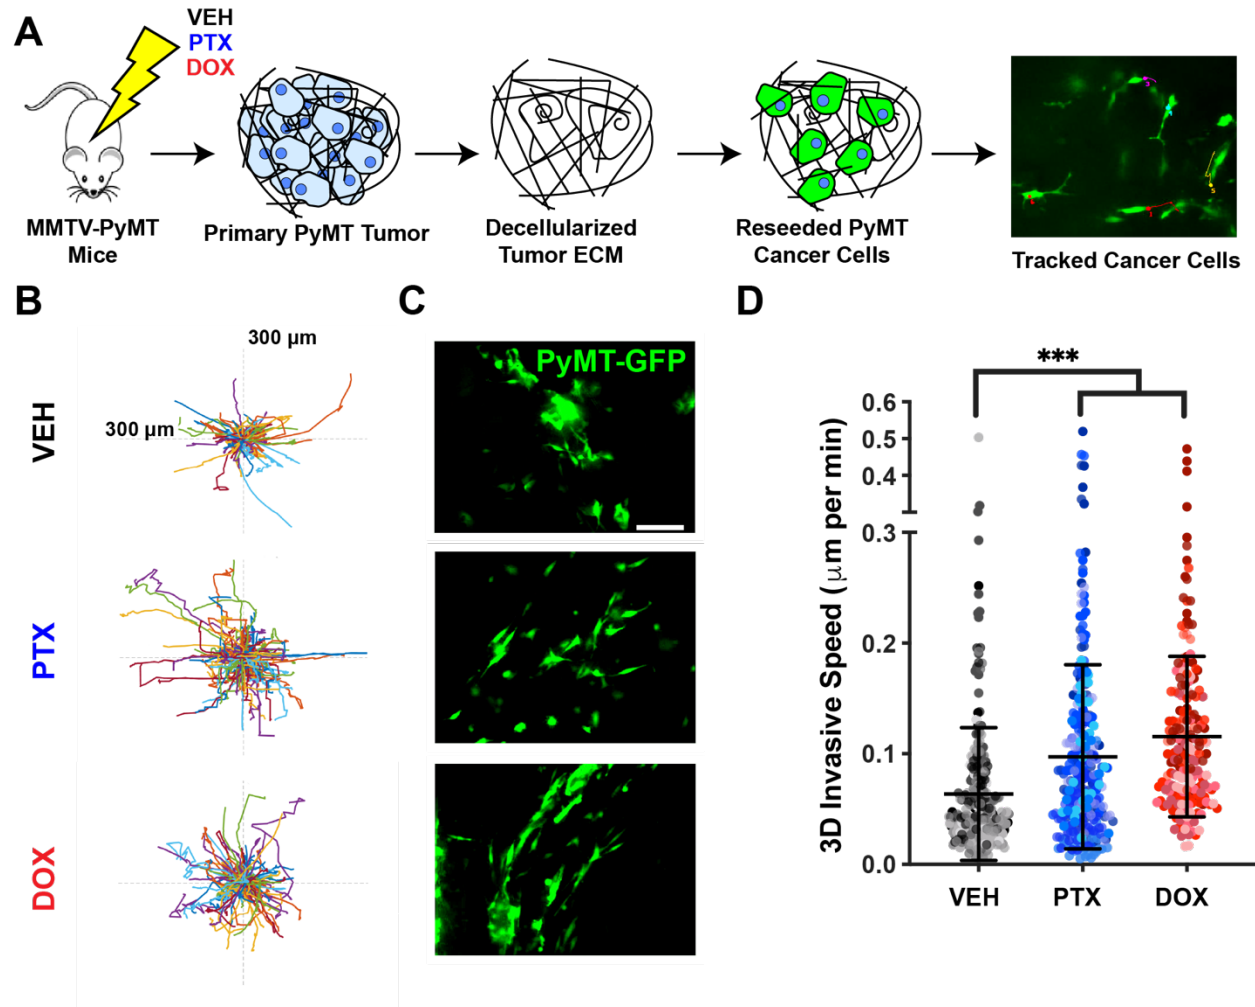 A
VEH
PTX
DOX
MMTV-PyMT
Mice
Primary PyMT Tumor
Decellularized
Tumor ECM
Reseeded PyMT
Cancer Cells
Tracked Cancer Cells
B
300 µm
300 µm
VEH
PTX
DOX
C
PyMT-GFP
D
***
3D Invasive Speed (µm per min)
0.6
0.5
0.4
0.3
0.2
0.1
0.0
VEH
PTX
DOX